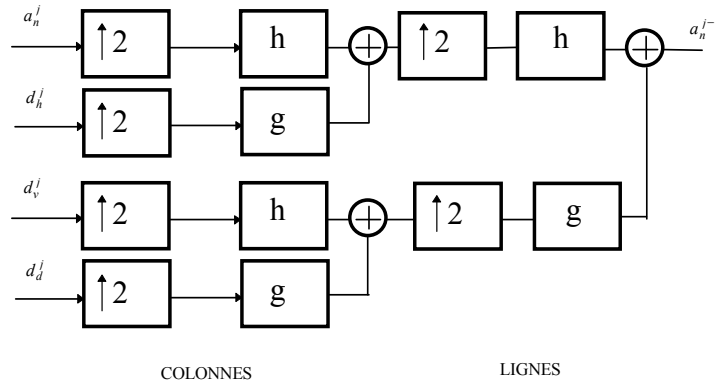 a_n^j ↑2 h + ↑2 h + a_n^{j-
d_h^j ↑2 g
d_v^j ↑2 h + ↑2 g
d_d^j ↑2 g
COLONNES LIGNES